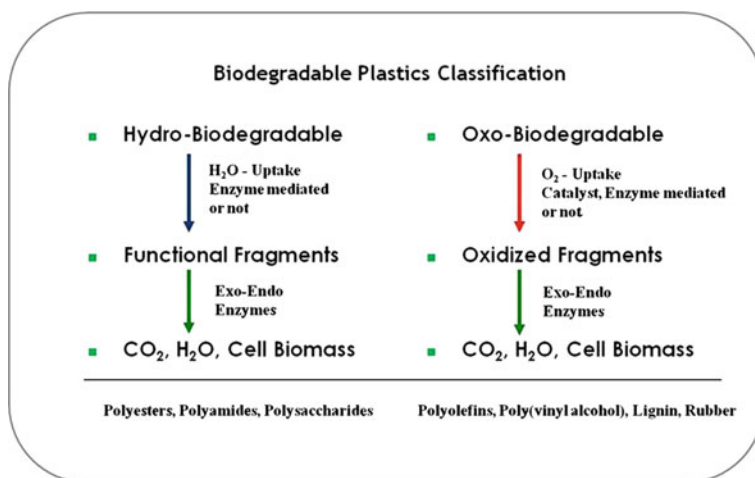 Biodegradable Plastics Classification
Hydro-Biodegradable
H₂O - Uptake
Enzyme mediated
or not
Functional Fragments
Exo-Endo
Enzymes
CO₂, H₂O, Cell Biomass
Polyesters, Polyamides, Polysaccharides
Oxo-Biodegradable
O₂ - Uptake
Catalyst, Enzyme mediated
or not
Oxidized Fragments
Exo-Endo
Enzymes
CO₂, H₂O, Cell Biomass
Polyolefins, Poly(vinyl alcohol), Lignin, Rubber